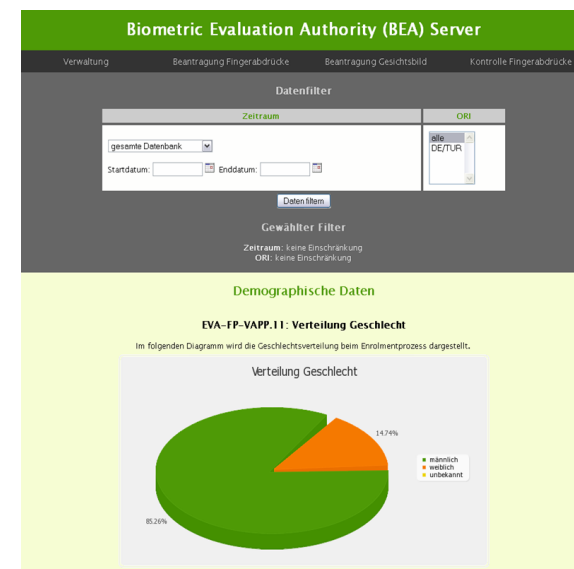 Biometric Evaluation Authority (BEA) Server
Verwaltung Beantragung Fingerabdrücke Beantragung Gesichtsbild Kontrolle Fingerabdrücke
Datenfilter
Zeitraum ORI
gesamte Datenbank
alle
DE/TUR
Startdatum: Enddatum:
Daten filtern
Gewählter Filter
Zeitraum: keine Einschränkung
ORI: keine Einschränkung
Demographische Daten
EVA-FP-VAPP.11: Verteilung Geschlecht
Im folgenden Diagramm wird die Geschlechtsverteilung beim Enrolmentprozess dargestellt.
Verteilung Geschlecht
14.74%
männlich
weiblich
unbekannt
85.26%